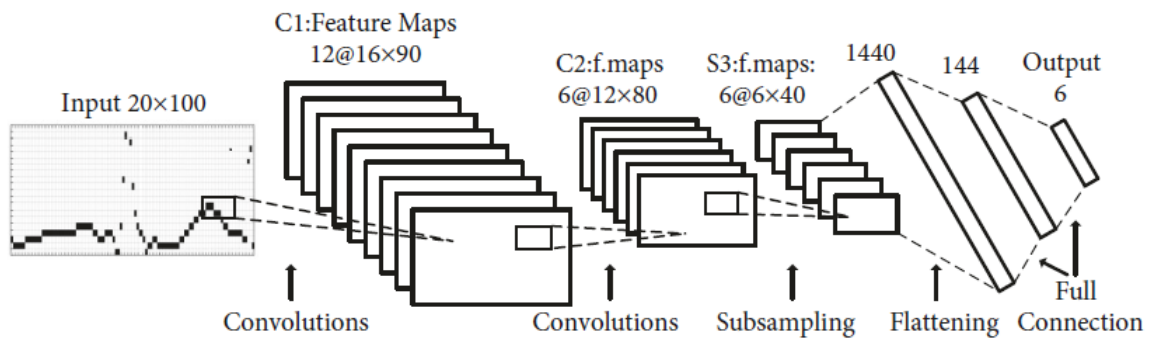 C1:Feature Maps
12@16×90
Input 20×100
C2:f.maps
6@12×80
S3:f.maps:
6@6×40
1440
144
Output
6
Convolutions
Convolutions
Subsampling
Flattening
Full
Connection